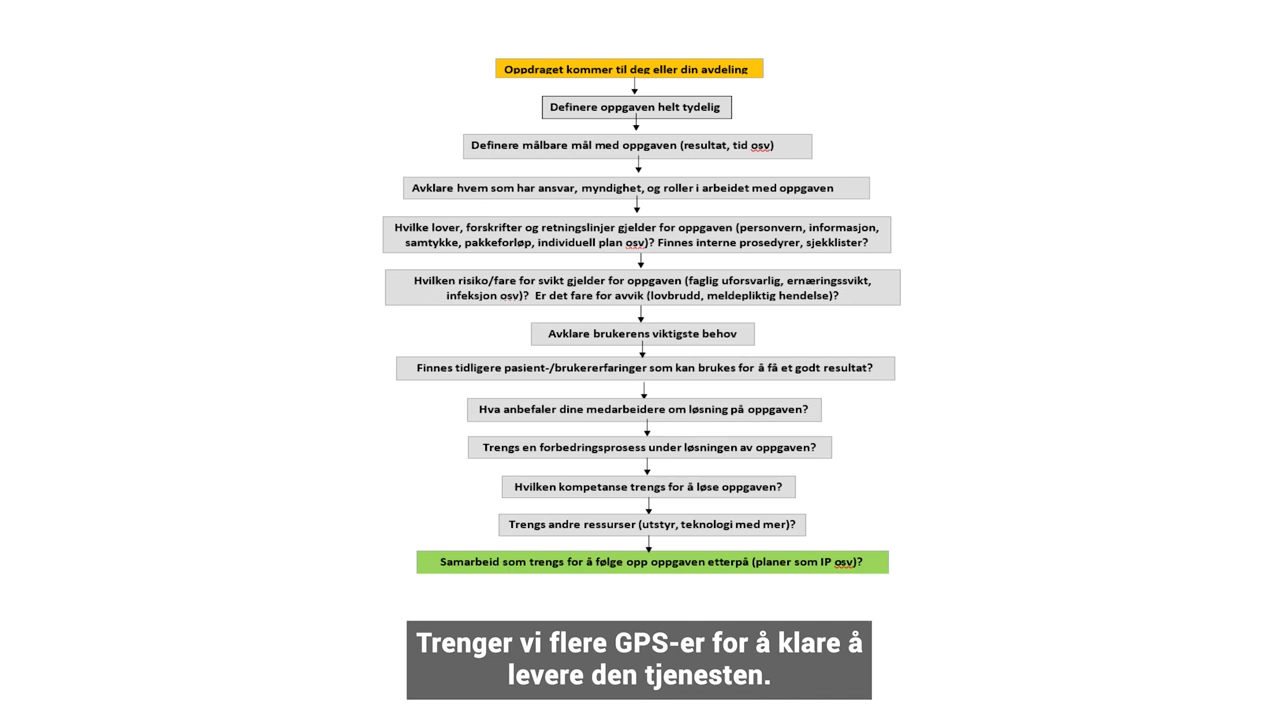 Oppdraget kommer til deg eller din avdeling
Definere oppgaven helt tydelig
Definere målbare mål med oppgaven (resultat, tid osv)
Avklare hvem som har ansvar, myndighet, og roller i arbeidet med oppgaven
Hvilke lover, forskrifter og retningslinjer gjelder for oppgaven (personvern, informasjon,
samtykke, pakkeforløp, individuell plan osv)? Finnes interne prosedyrer, sjekklister?
Hvilken risiko/fare for svikt gjelder for oppgaven (faglig uforsvarlig, ernæringssvikt,
infeksjon osv)? Er det fare for avvik (lovbrudd, meldepliktig hendelse)?
Avklare brukerens viktigste behov
Finnes tidligere pasient-/brukererfaringer som kan brukes for å få et godt resultat?
Hva anbefaler dine medarbeidere om løsning på oppgaven?
Trengs en forbedringsprosess under løsningen av oppgaven?
Hvilken kompetanse trengs for å løse oppgaven?
Trengs andre ressurser (utstyr, teknologi med mer)?
Samarbeid som trengs for å følge opp oppgaven etterpå (planer som IP osv)?
Trenger vi flere GPS-er for å klare å
levere den tjenesten.